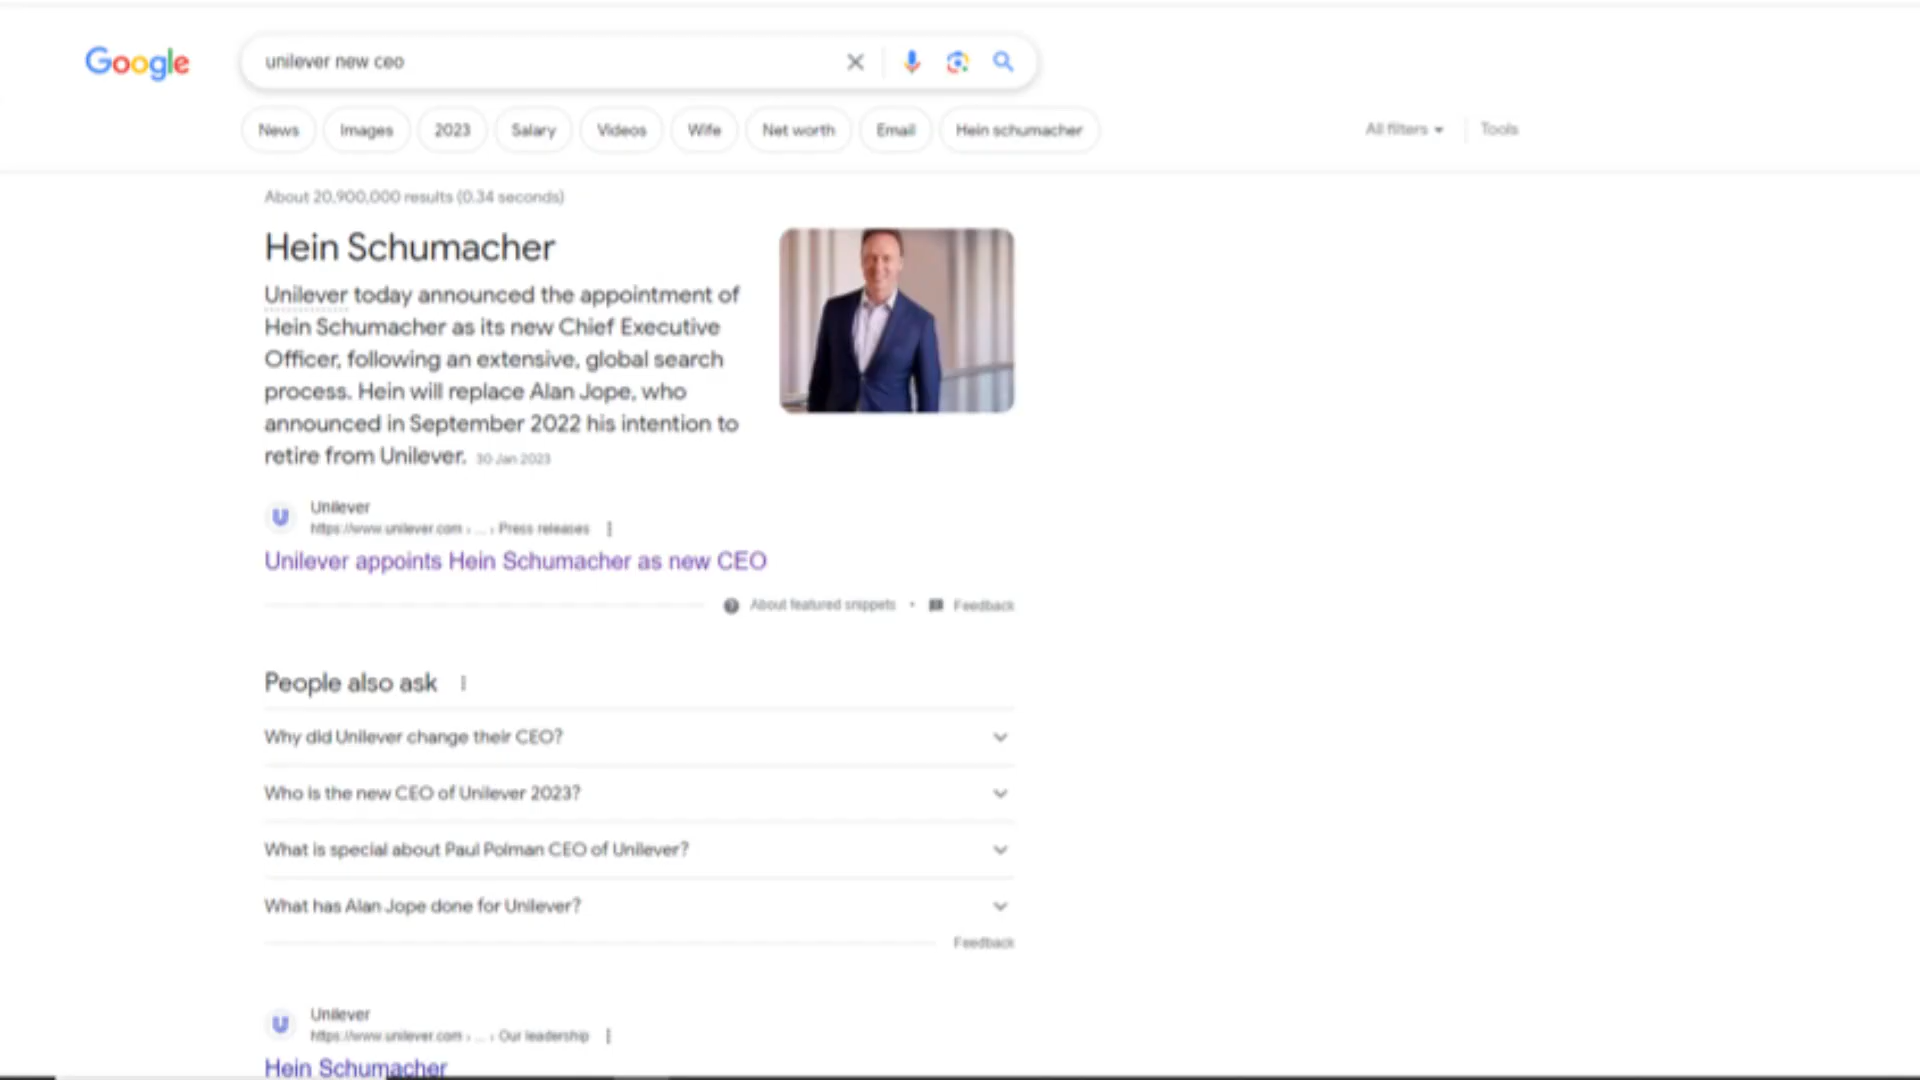 Google
unilever new ceo
News
Images
2023
Salary
Videos
Wife
Net worth
Email
Hein schumacher
All filters
Tools
About 20,900,000 results (0.34 seconds)
Hein Schumacher
Unilever today announced the appointment of
Hein Schumacher as its new Chief Executive
Officer, following an extensive, global search
process. Hein will replace Alan Jope, who
announced in September 2022 his intention to
retire from Unilever. 30 Jan 2023
U
Unilever
https://www.unilever.com › ... › Press releases
Unilever appoints Hein Schumacher as new CEO
About featured snippets • Feedback
People also ask
Why did Unilever change their CEO?
Who is the new CEO of Unilever 2023?
What is special about Paul Polman CEO of Unilever?
What has Alan Jope done for Unilever?
Feedback
U
Unilever
https://www.unilever.com › ... › Our leadership
Hein Schumacher